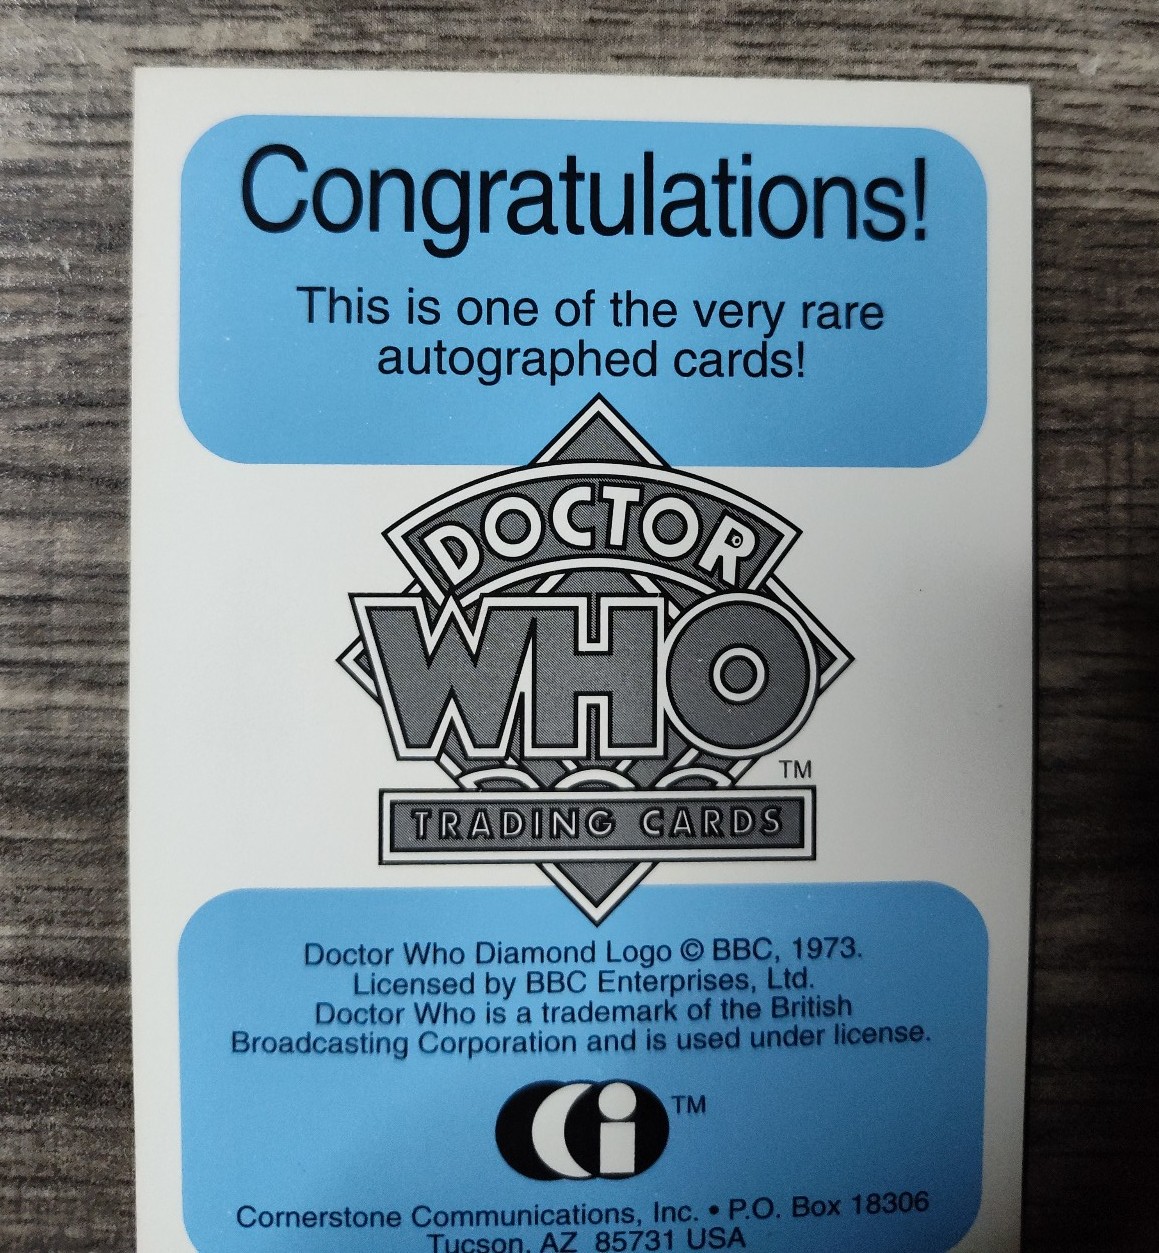 Congratulations!
This is one of the very rare
autographed cards!
DOCTOR
WHO
TM
TRADING CARDS
Doctor Who Diamond Logo © BBC, 1973.
Licensed by BBC Enterprises, Ltd.
Doctor Who is a trademark of the British
Broadcasting Corporation and is used under license.
CCi TM
Cornerstone Communications, Inc. • P.O. Box 18306
Tucson, AZ 85731 USA